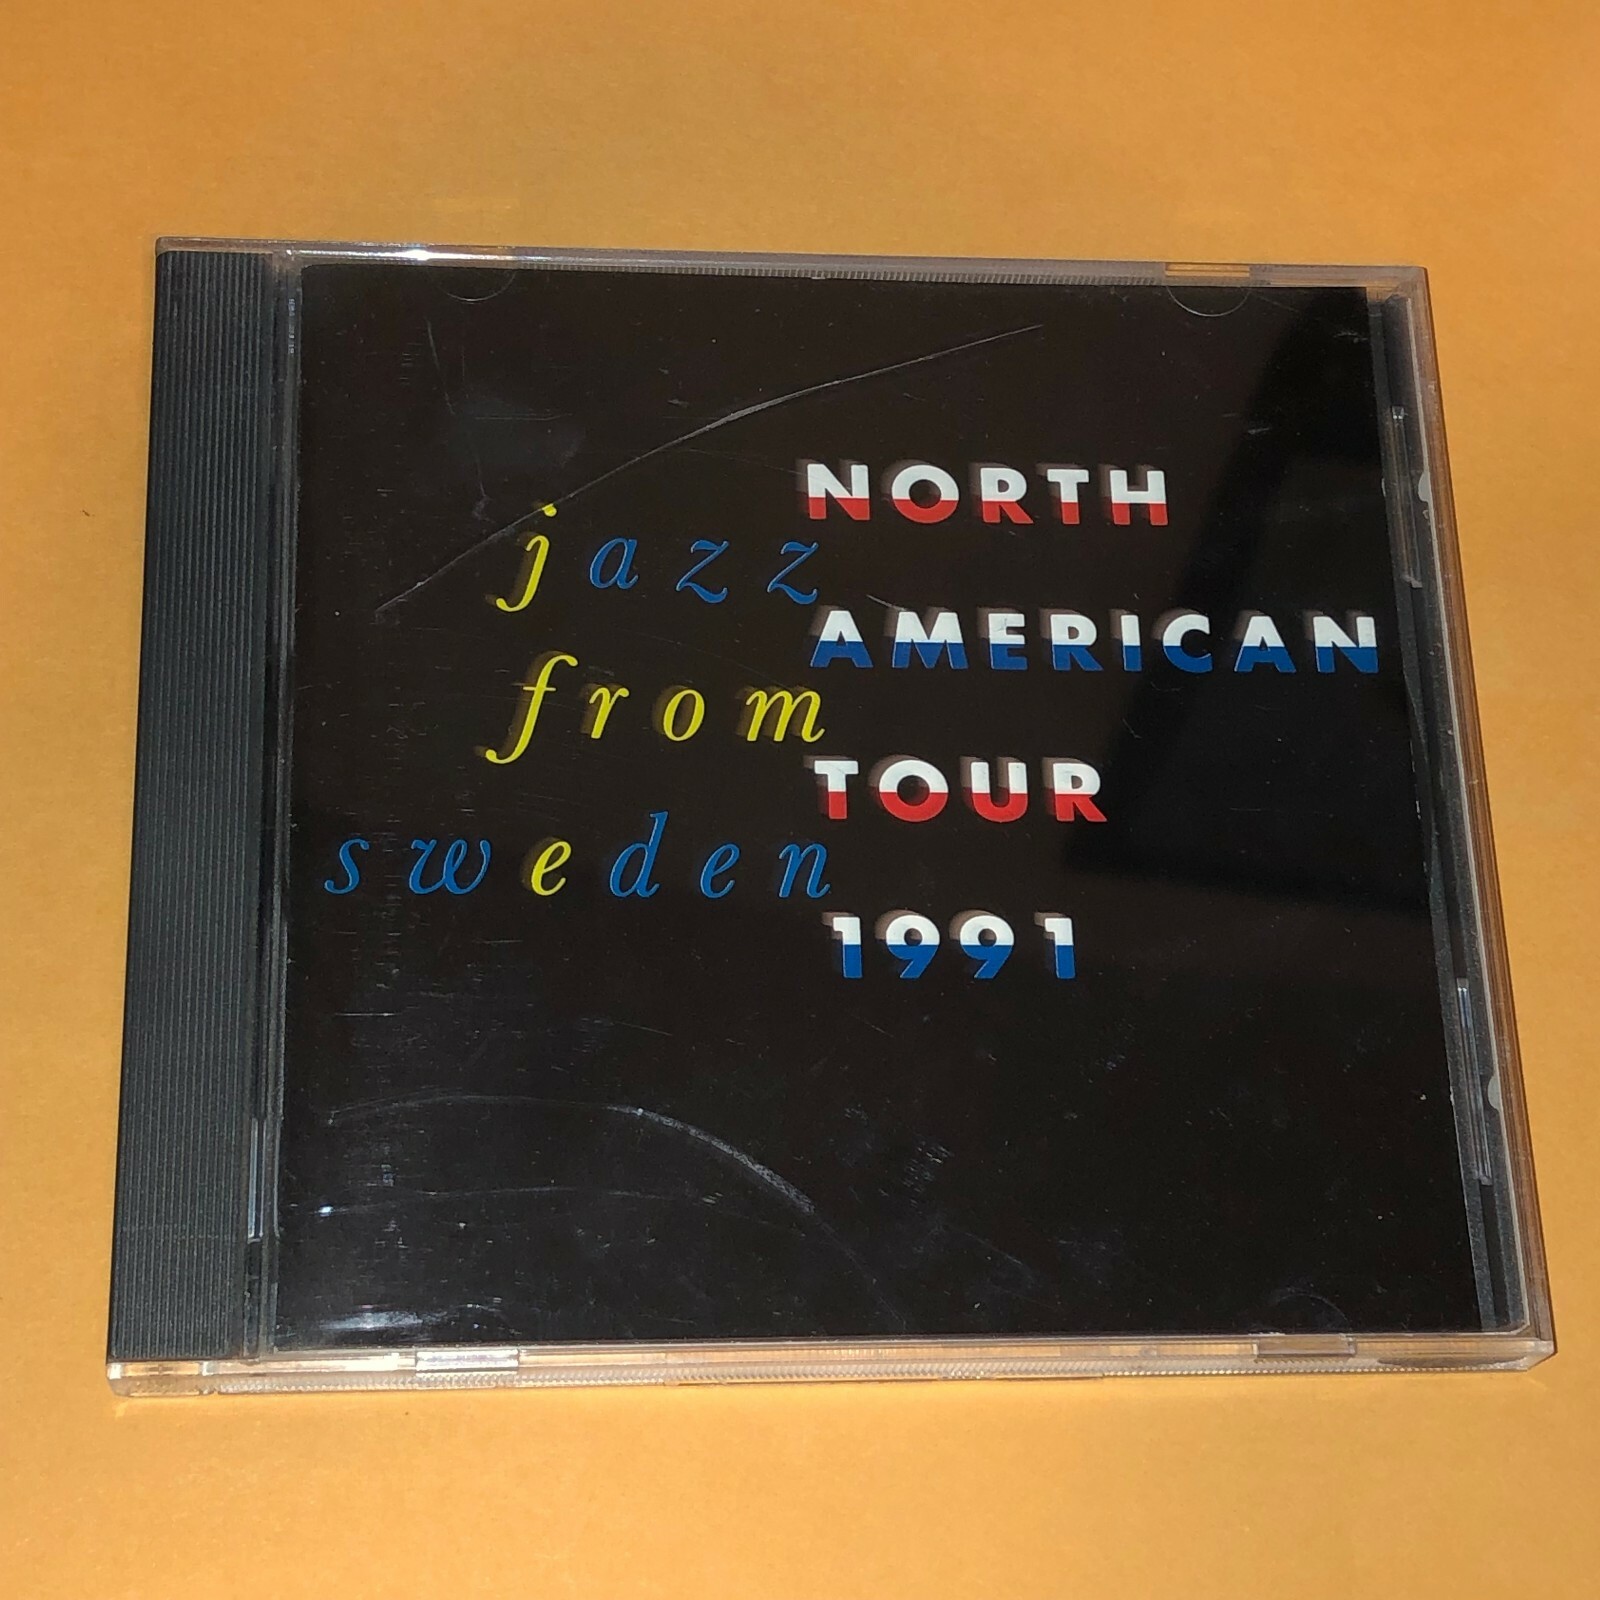 jazz
from
sweden
NORTH
AMERICAN
TOUR
1991